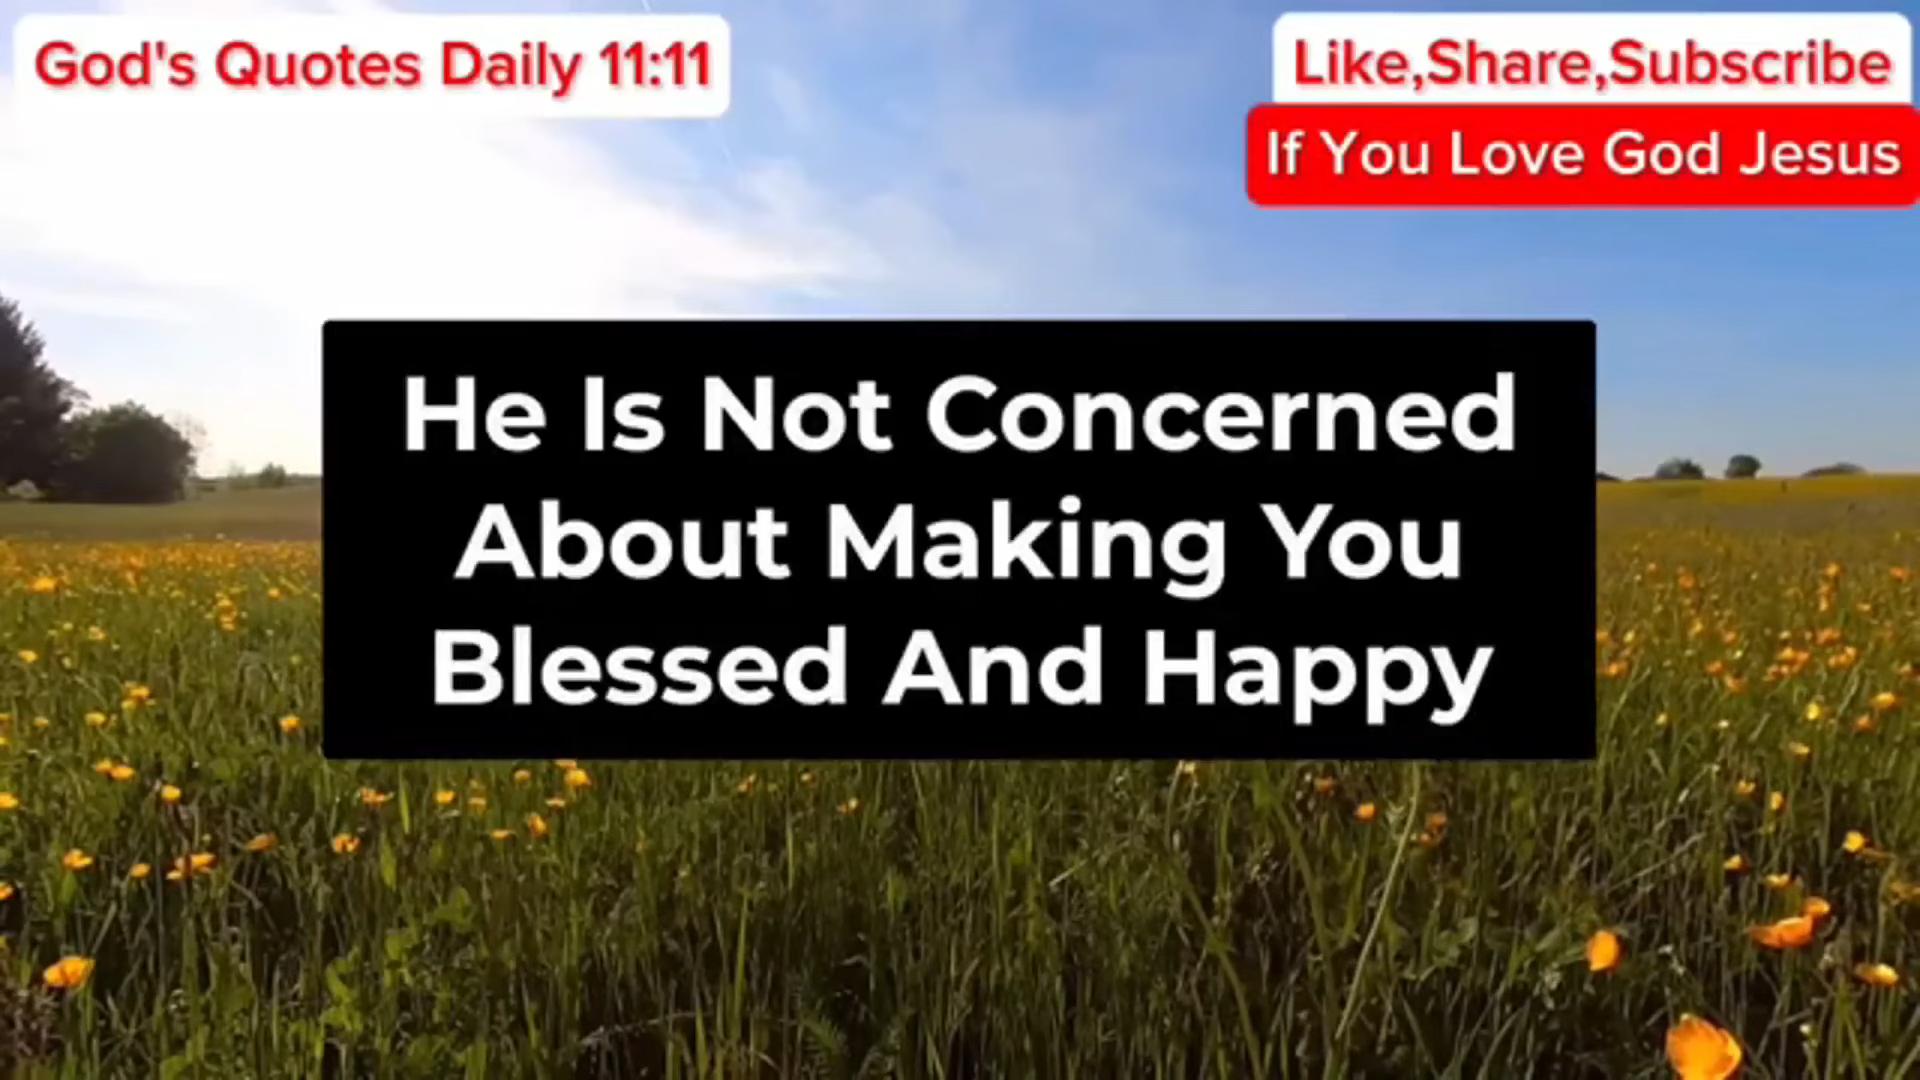 God's Quotes Daily 11:11
Like,Share,Subscribe
If You Love God Jesus
He Is Not Concerned
About Making You
Blessed And Happy